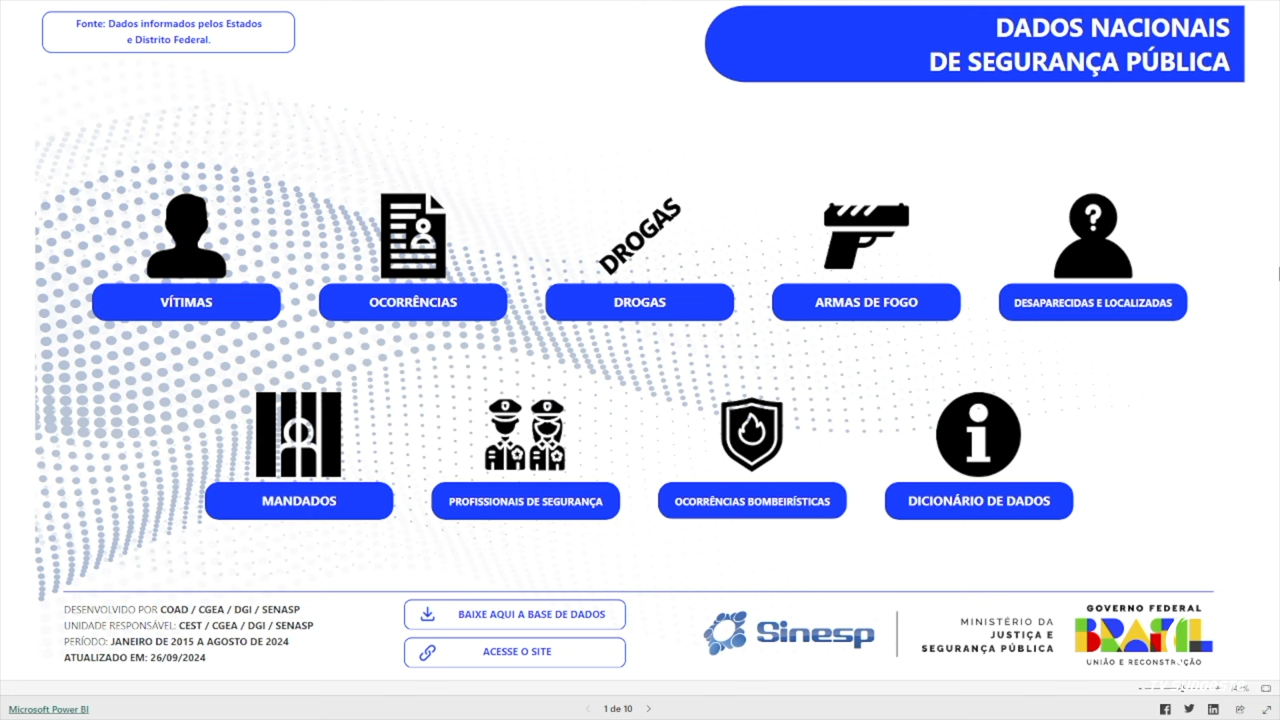 Fonte: Dados informados pelos Estados
e Distrito Federal.
DADOS NACIONAIS
DE SEGURANÇA PÚBLICA
DROGAS
VÍTIMAS
OCORRÊNCIAS
DROGAS
ARMAS DE FOGO
DESAPARECIDAS E LOCALIZADAS
MANDADOS
PROFISSIONAIS DE SEGURANÇA
OCORRÊNCIAS BOMBEIRÍSTICAS
DICIONÁRIO DE DADOS
DESENVOLVIDO POR COAD / CGEA / DGI / SENASP
UNIDADE RESPONSÁVEL: CEST / CGEA / DGI / SENASP
PERÍODO: JANEIRO DE 2015 A AGOSTO DE 2024
ATUALIZADO EM: 26/09/2024
BAIXE AQUI A BASE DE DADOS
ACESSE O SITE
Sinesp
MINISTÉRIO DA
JUSTIÇA E
SEGURANÇA PÚBLICA
GOVERNO FEDERAL
BRASIL
UNIÃO E RECONSTRUÇÃO
Microsoft Power BI
1 de 10